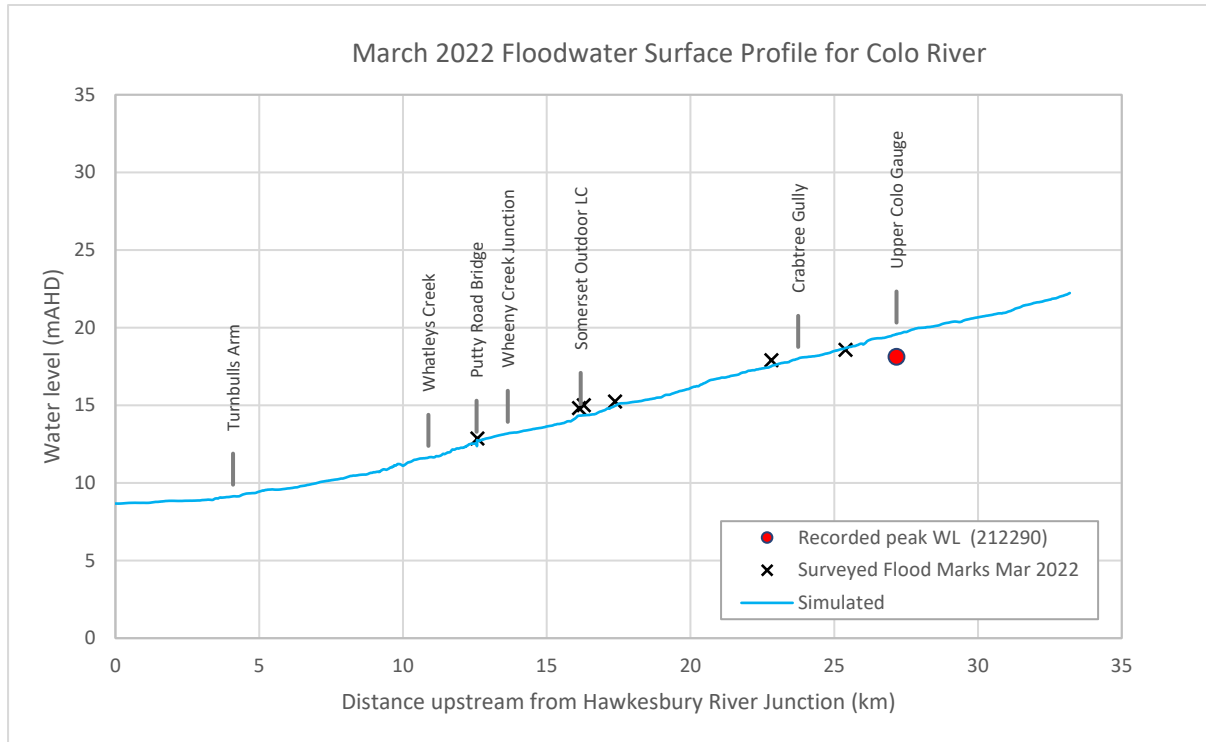 March 2022 Floodwater Surface Profile for Colo River
Water level (mAHD)
35
30
25
20
15
10
5
0
Turnbulls Arm
Whatleys Creek
Putty Road Bridge
Wheeny Creek Junction
Somerset Outdoor LC
Crabtree Gully
Upper Colo Gauge
Recorded peak WL (212290)
Surveyed Flood Marks Mar 2022
Simulated
0 5 10 15 20 25 30 35
Distance upstream from Hawkesbury River Junction (km)